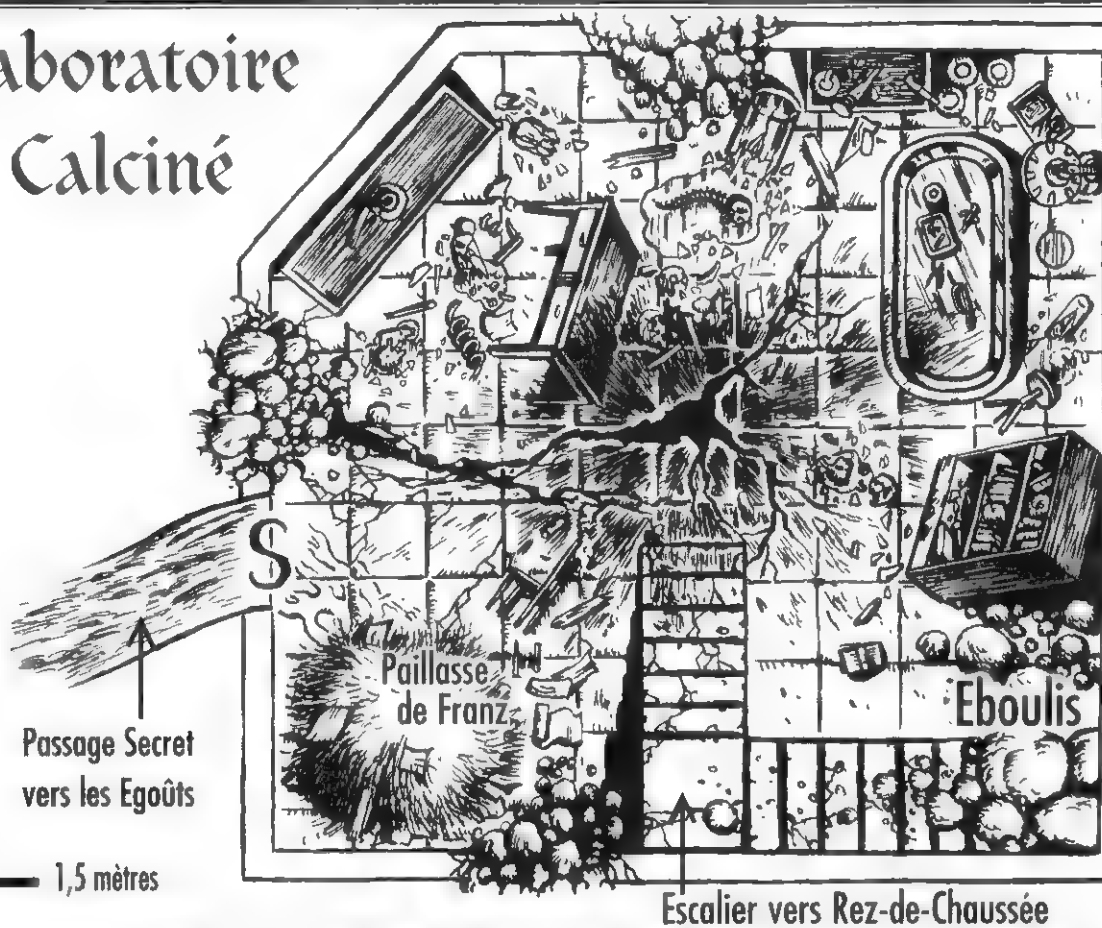 aboratoire
Calciné
S
Paillasse
de Franz
Eboulis
Passage Secret
vers les Egoûts
1,5 mètres
Escalier vers Rez-de-Chaussée